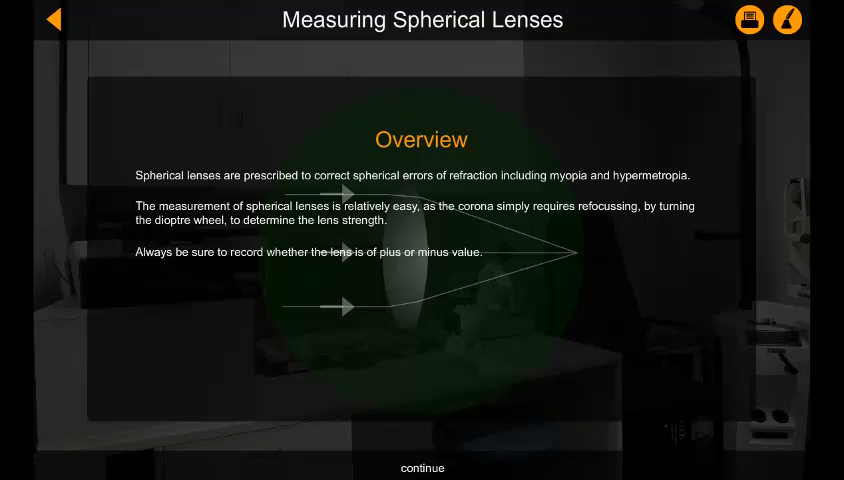 Measuring Spherical Lenses
Overview
Spherical lenses are prescribed to correct spherical errors of refraction including myopia and hypermetropia.
The measurement of spherical lenses is relatively easy, as the corona simply requires refocussing, by turning
the dioptre wheel, to determine the lens strength.
Always be sure to record whether the lens is of plus or minus value.
continue